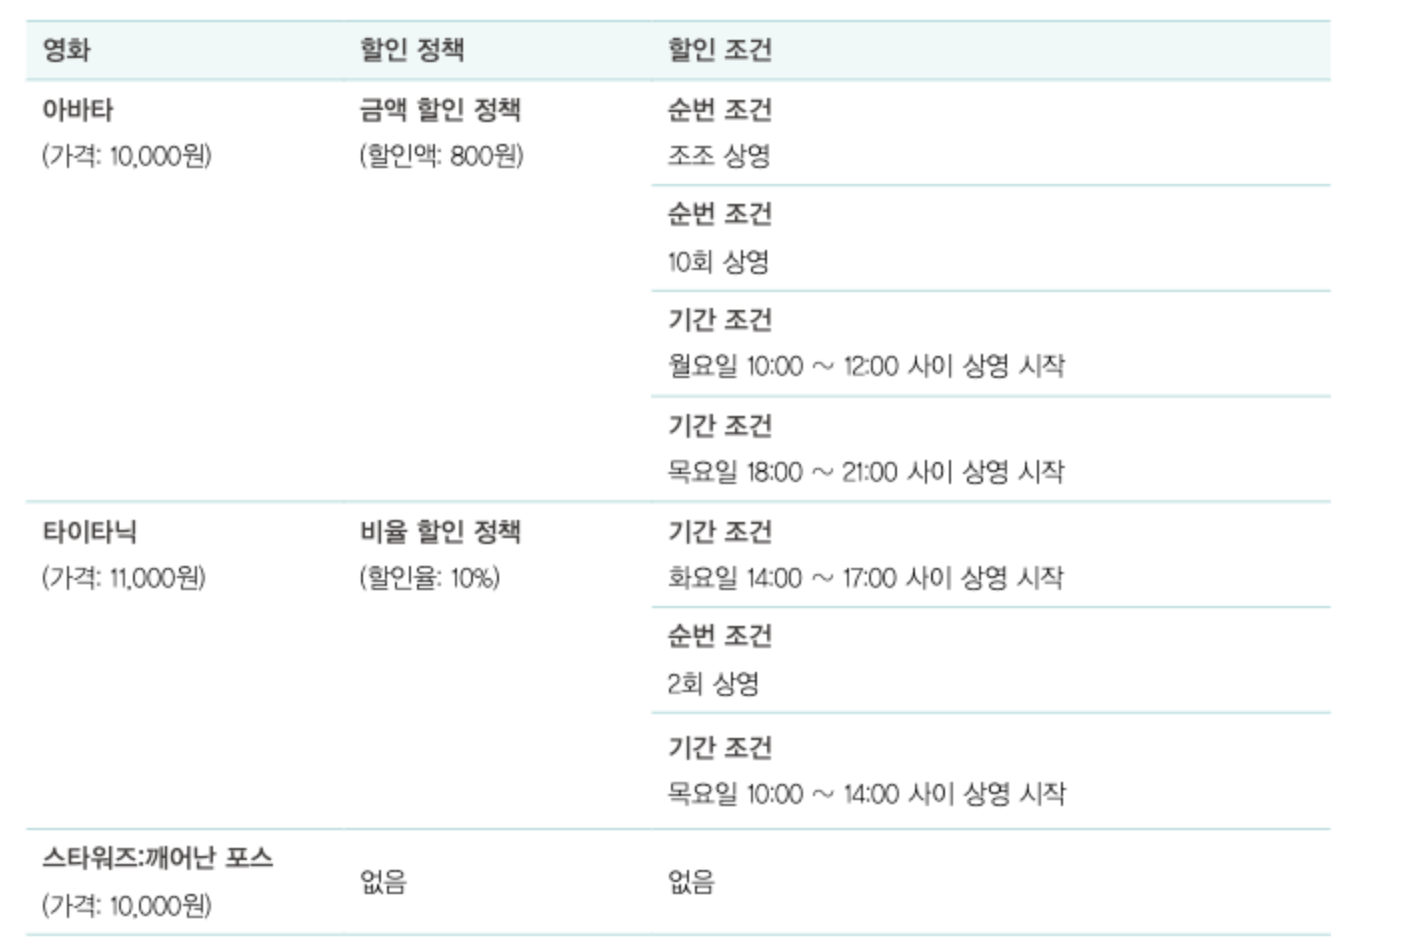 영화 할인 정책 할인 조건
아바타 금액 할인 정책 순번 조건
(가격: 10,000원) (할인액: 800원) 조조 상영
순번 조건
10회 상영
기간 조건
월요일 10:00 ~ 12:00 사이 상영 시작
기간 조건
목요일 18:00 ~ 21:00 사이 상영 시작
타이타닉 비율 할인 정책 기간 조건
(가격: 11,000원) (할인율: 10%) 화요일 14:00 ~ 17:00 사이 상영 시작
순번 조건
2회 상영
기간 조건
목요일 10:00 ~ 14:00 사이 상영 시작
스타워즈:깨어난 포스
(가격: 10,000원) 없음 없음